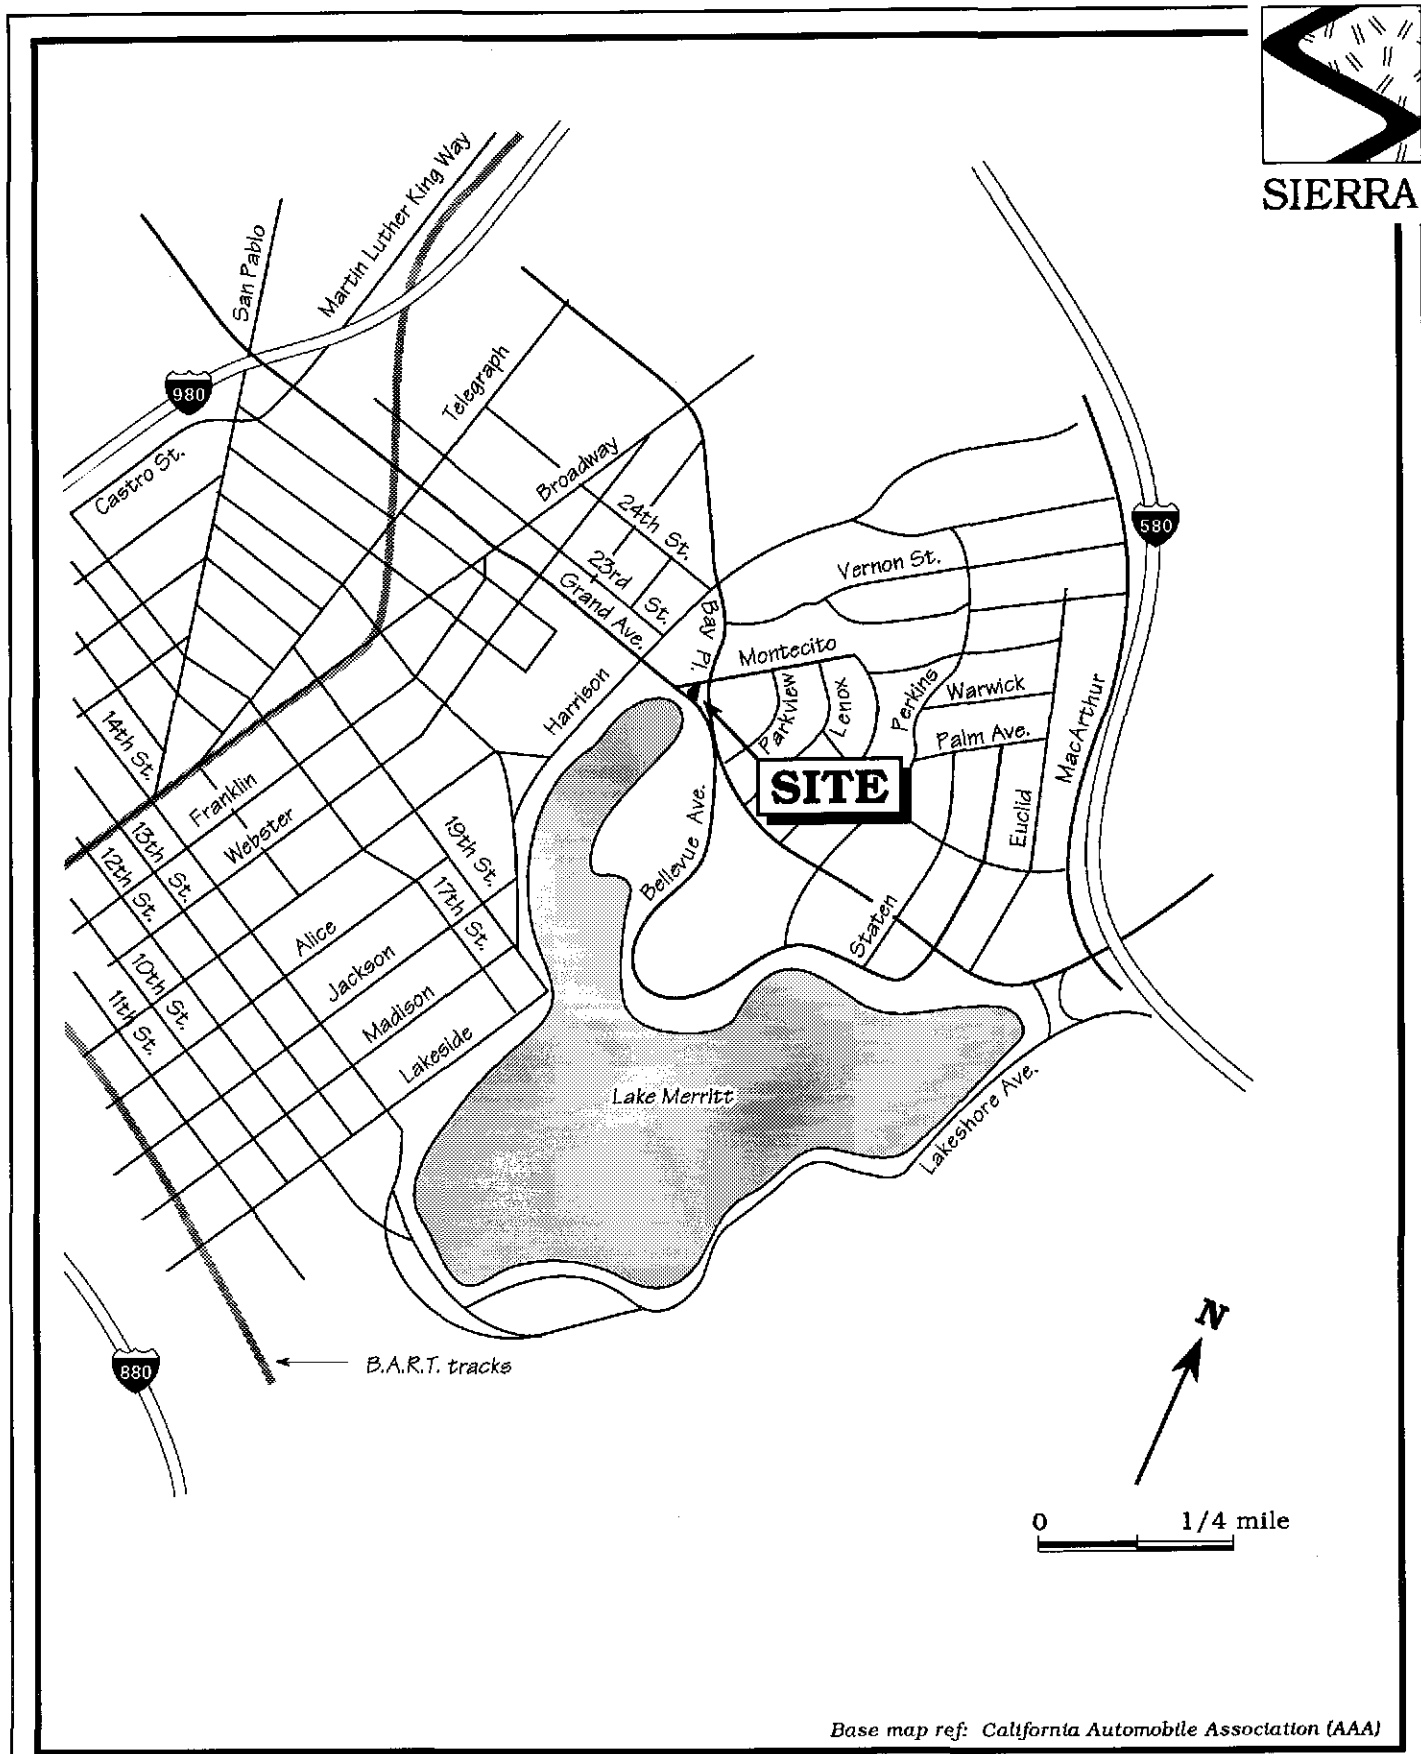 SIERRA
San Pablo
Martin Luther King Way
980
Telegraph
Castro St.
Broadway
24th St.
580
23rd St.
Vernon St.
Grand Ave.
Bay Pl.
Montecito
Harrison
Parkview
Lenox
Perkins
Warwick
Palm Ave.
MacArthur
14th St.
SITE
Franklin
Webster
Bellevue Ave.
Euclid
13th St.
12th St.
19th St.
17th St.
Alice
Staten
Jackson
10th St.
11th St.
Madison
Lakeside
Lake Merritt
Lakeshore Ave.
N
880
B.A.R.T. tracks
0 1/4 mile
Base map ref: California Automobile Association (AAA)